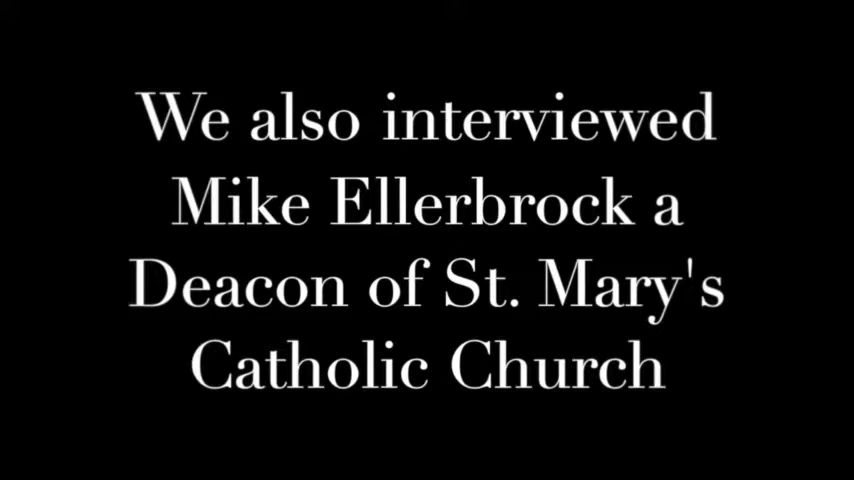 We also interviewed
Mike Ellerbrock a
Deacon of St. Mary's
Catholic Church